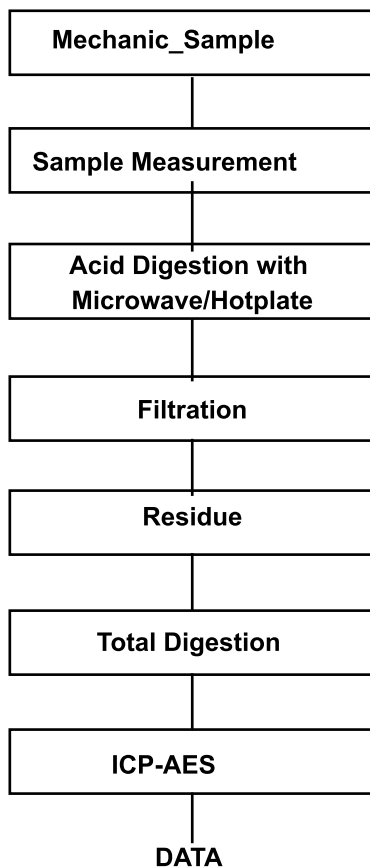 Mechanic_Sample
Sample Measurement
Acid Digestion with
Microwave/Hotplate
Filtration
Residue
Total Digestion
ICP-AES
DATA